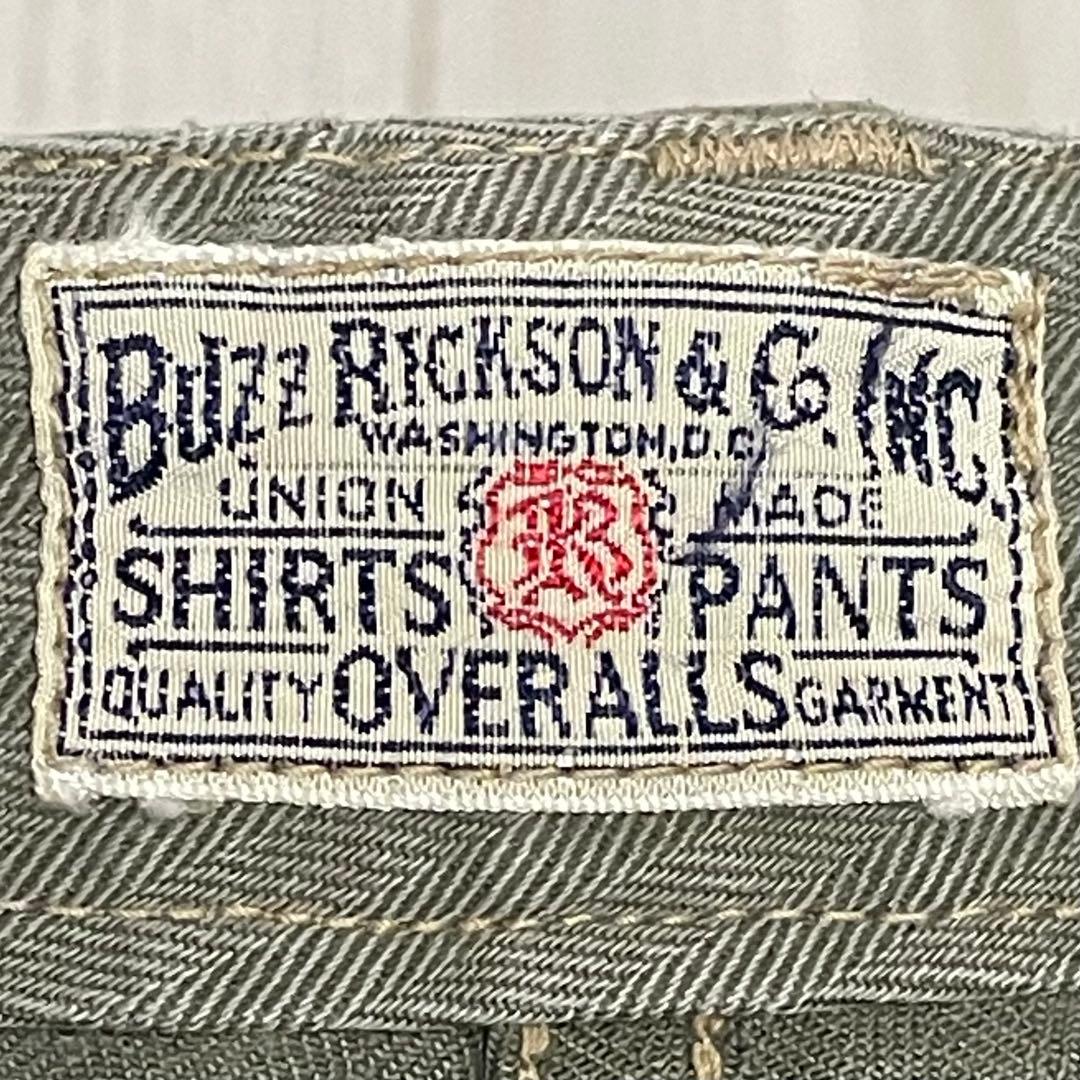 BUZZ RICKSON & Co. INC.
WASHINGTON, D.C.
UNION MADE
R
SHIRTS PANTS
QUALITY OVERALLS GARMENT